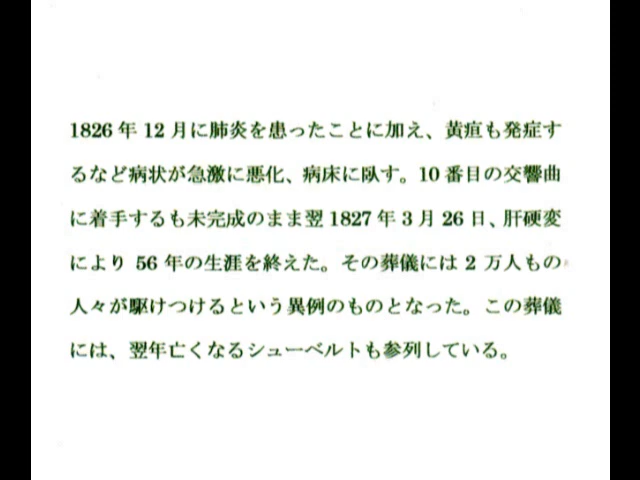 1826 年 12 月に肺炎を患ったことに加え、黄疸も発症す
るなど病状が急激に悪化、病床に臥す。10 番目の交響曲
に着手するも未完成のまま翌 1827 年 3 月 26 日、肝硬変
により 56 年の生涯を終えた。その葬儀には 2 万人もの
人々が駆けつけるという異例のものとなった。この葬儀
には、翌年亡くなるシューベルトも参列している。